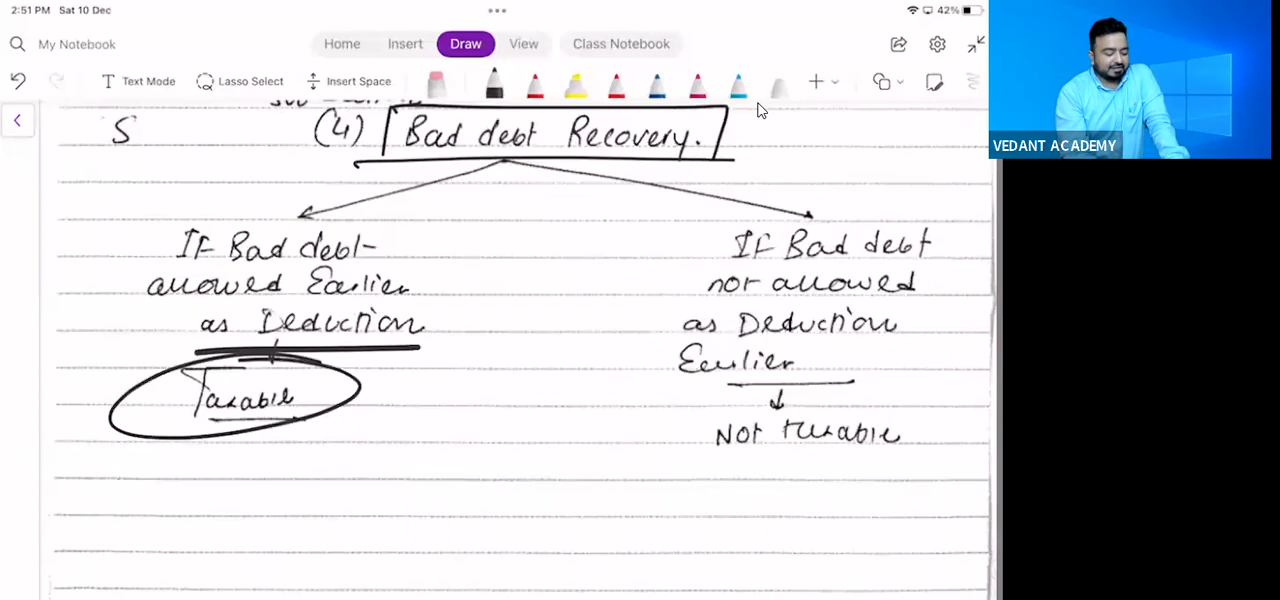 2:51 PM Sat 10 Dec
42%
My Notebook
Home Insert Draw View Class Notebook
Text Mode Lasso Select Insert Space
VEDANT ACADEMY
S (4) Bad debt Recovery.
If Bad debt
allowed Earlier
as Deduction
Taxable
If Bad debt
not allowed
as Deduction
Earlier
Not taxable